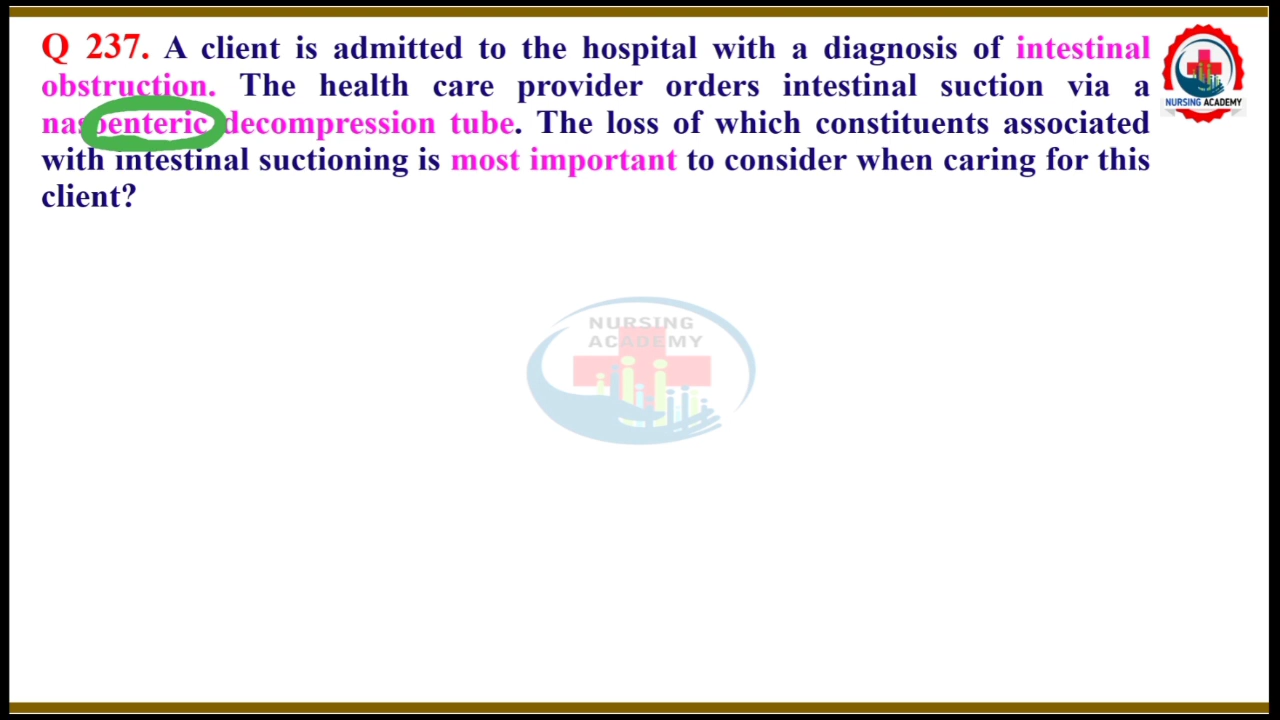 Q 237. A client is admitted to the hospital with a diagnosis of intestinal
obstruction. The health care provider orders intestinal suction via a
nasoenteric decompression tube. The loss of which constituents associated
with intestinal suctioning is most important to consider when caring for this
client?
NURSING ACADEMY
NURSING
ACADEMY